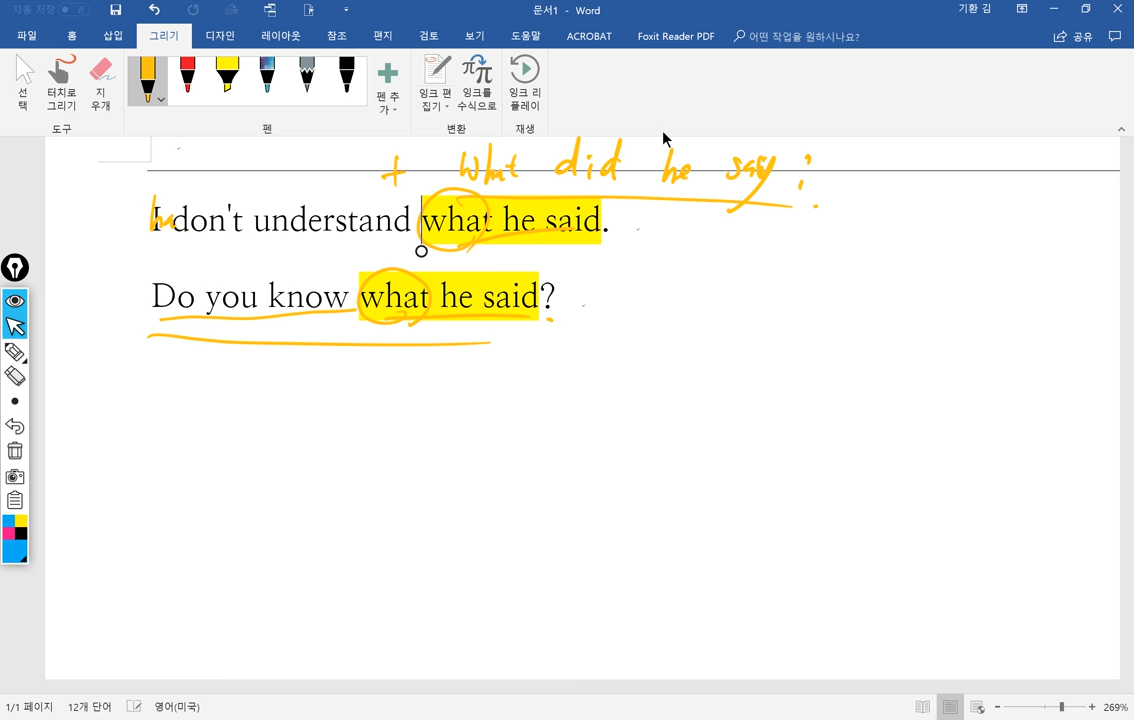 자동 저장 문서1 - Word 기환 김
파일 홈 삽입 그리기 디자인 레이아웃 참조 편지 검토 보기 도움말 ACROBAT Foxit Reader PDF 어떤 작업을 원하시나요? 공유
선택 터치로 그리기 지우개 펜 추가 잉크 편집기 잉크를 수식으로 잉크 리플레이
도구 펜 변환 재생
+ what did he say?
I don't understand what he said.
Do you know what he said?
1/1 페이지 12개 단어 영어(미국) 269%